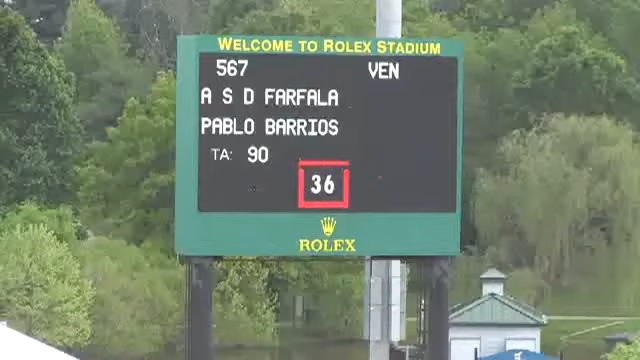 WELCOME TO ROLEX STADIUM
567 VEN
A S D FARFALA
PABLO BARRIOS
TA: 90
36
ROLEX